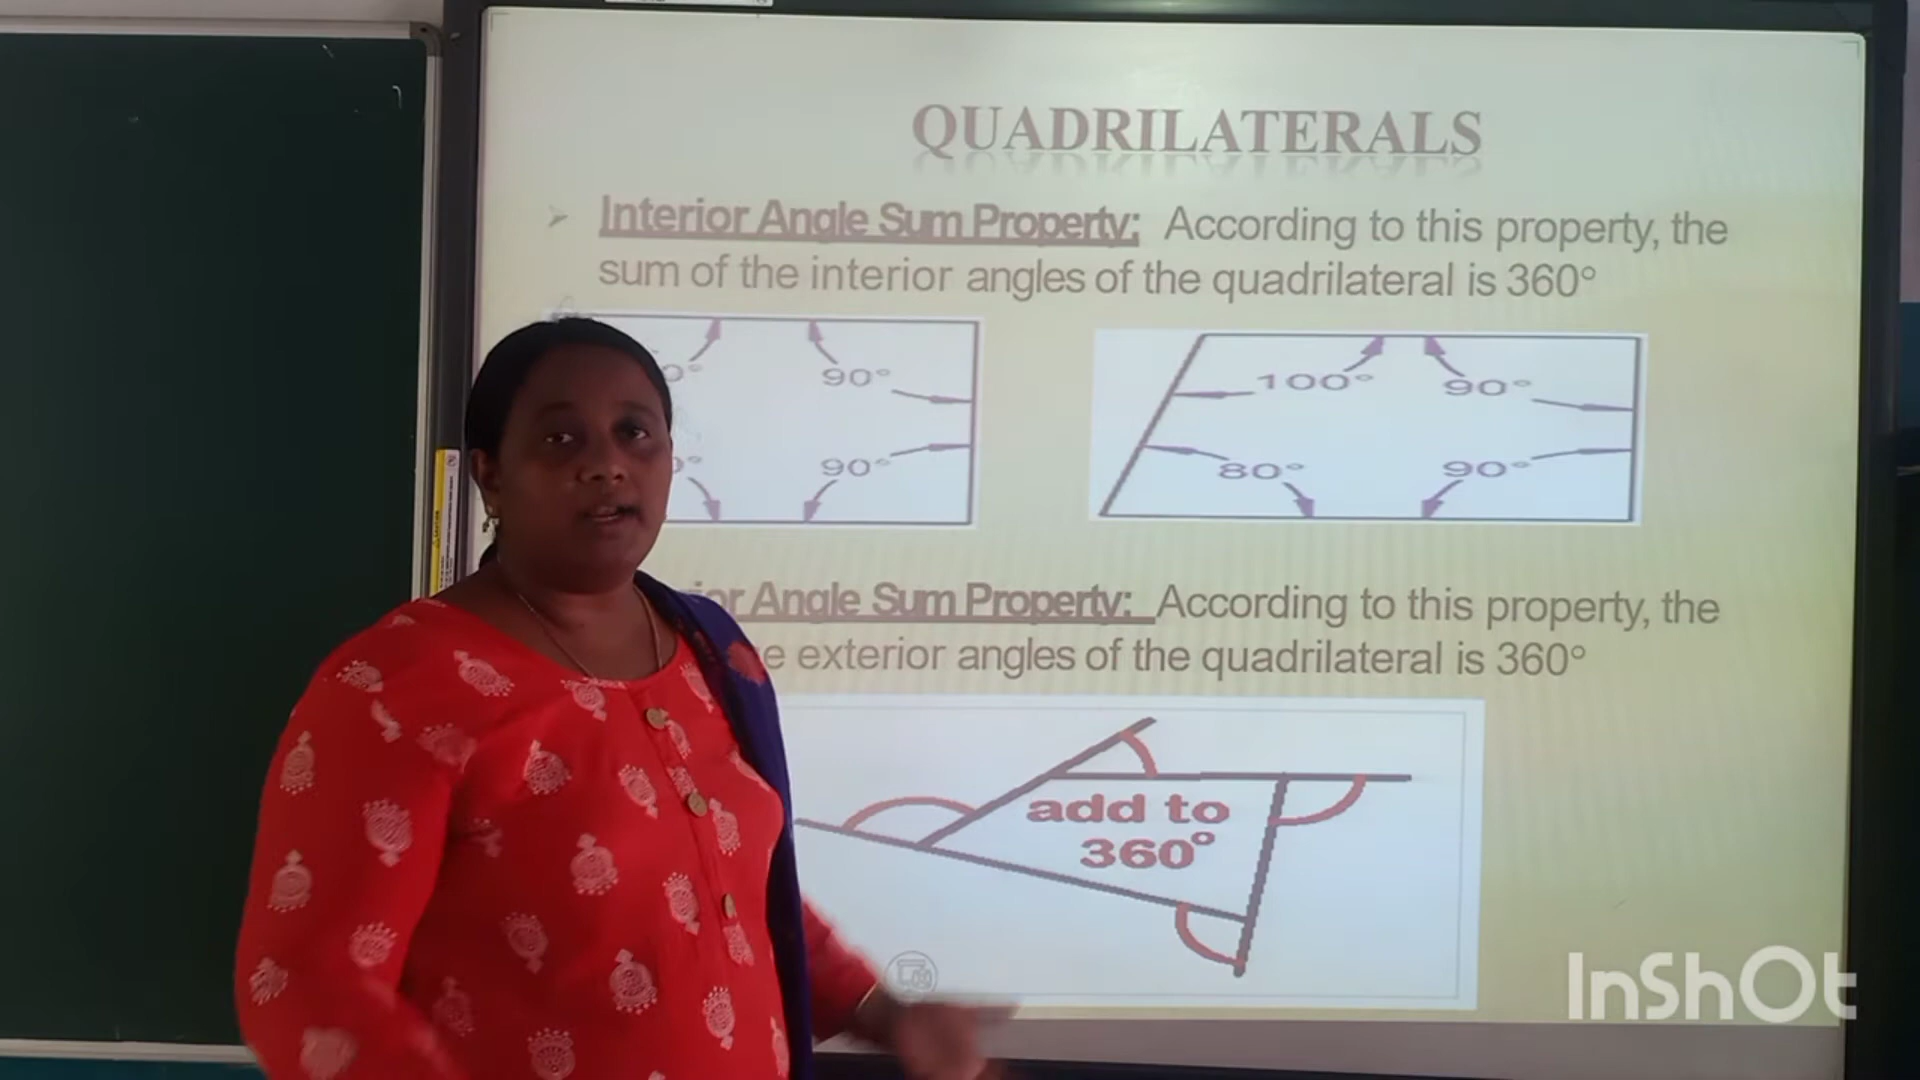 QUADRILATERALS
Interior Angle Sum Property: According to this property, the
sum of the interior angles of the quadrilateral is 360°
90° 100° 90°
90° 80° 90°
Angle Sum Property: According to this property, the
exterior angles of the quadrilateral is 360°
add to
360°
InShOt